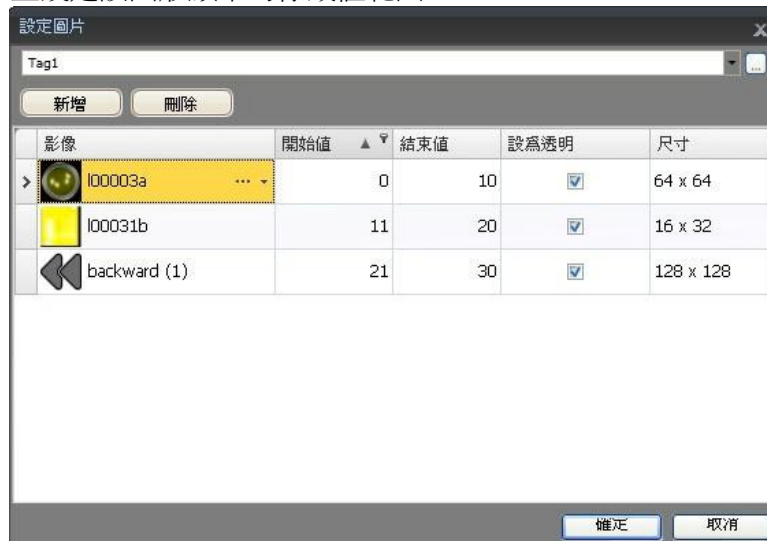 設定圖片
Tag1
新增 刪除
影像 開始值 結束值 設為透明 尺寸
l00003a 0 10 64 x 64
l00031b 11 20 16 x 32
backward (1) 21 30 128 x 128
確定 取消